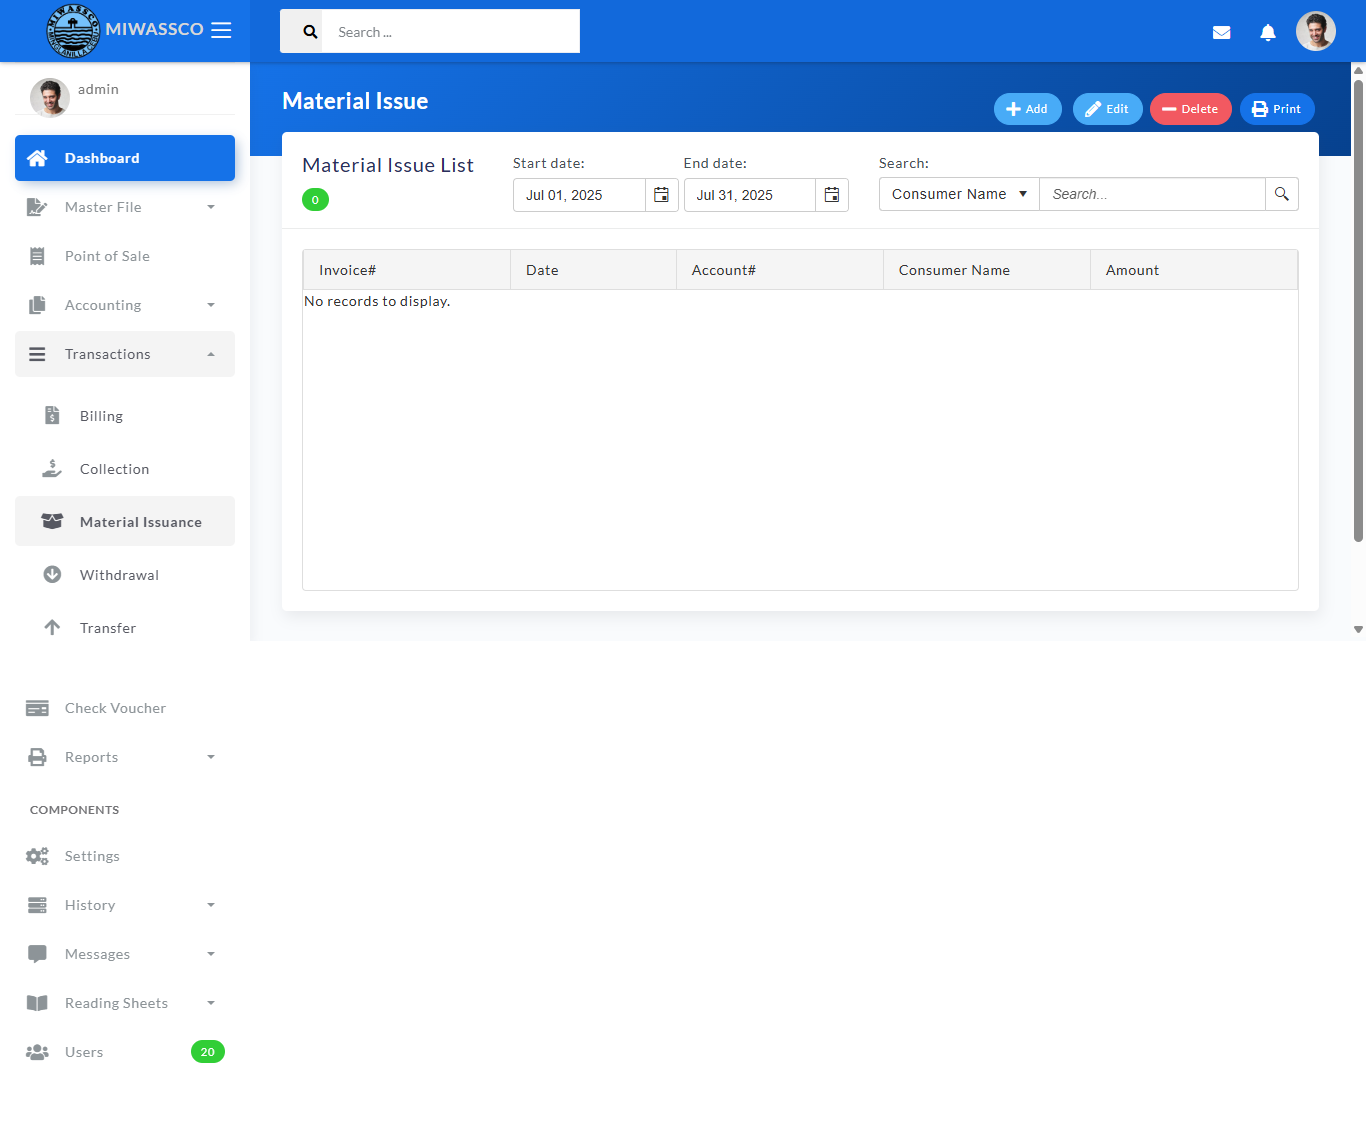 MIWASSCO
Search ...
admin
Dashboard
Master File
Point of Sale
Accounting
Transactions
Billing
Collection
Material Issuance
Withdrawal
Transfer
Check Voucher
Reports
COMPONENTS
Settings
History
Messages
Reading Sheets
Users 20
Material Issue
Add Edit Delete Print
Material Issue List
0
Start date: End date: Search:
Jul 01, 2025 Jul 31, 2025 Consumer Name Search...
Invoice# Date Account# Consumer Name Amount
No records to display.